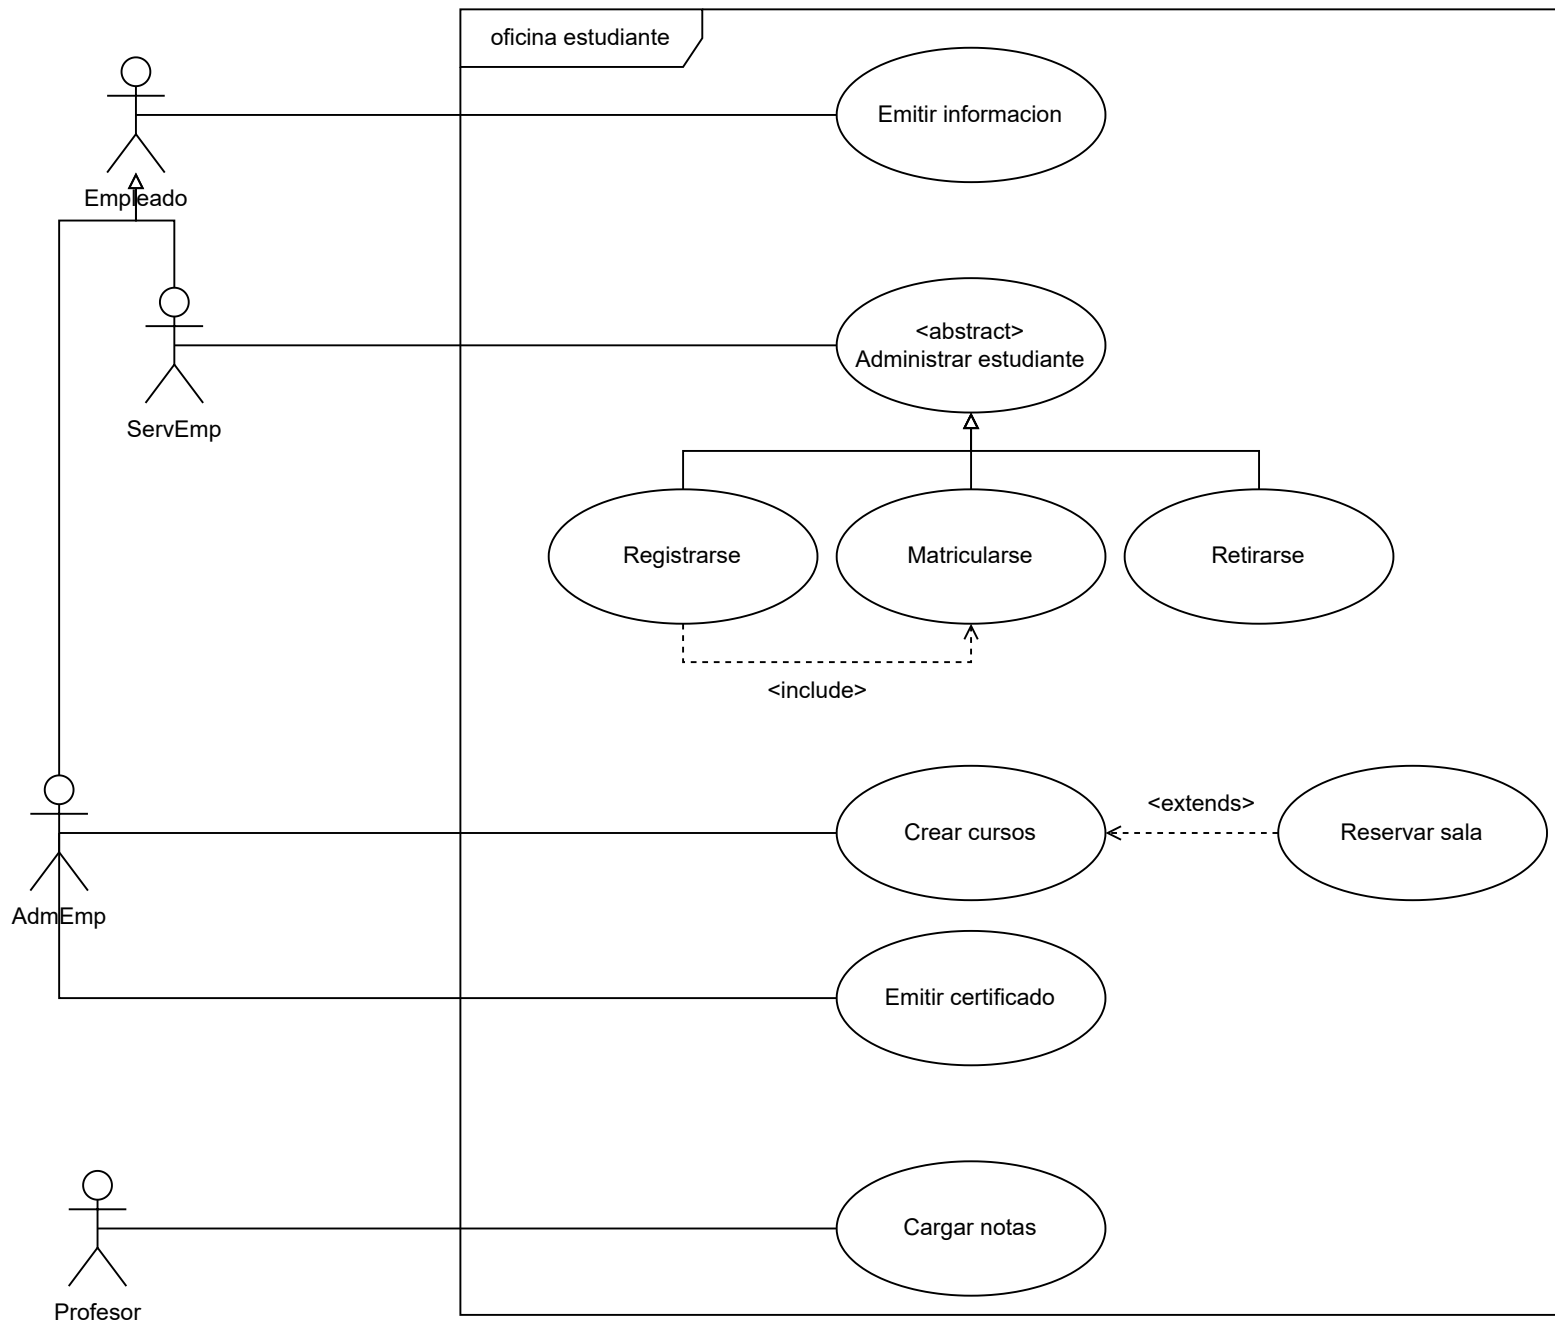 oficina estudiante
Emitir informacion
Empleado
<abstract>
Administrar estudiante
ServEmp
Registrarse
Matricularse
Retirarse
<include>
<extends>
Crear cursos
Reservar sala
AdmEmp
Emitir certificado
Cargar notas
Profesor